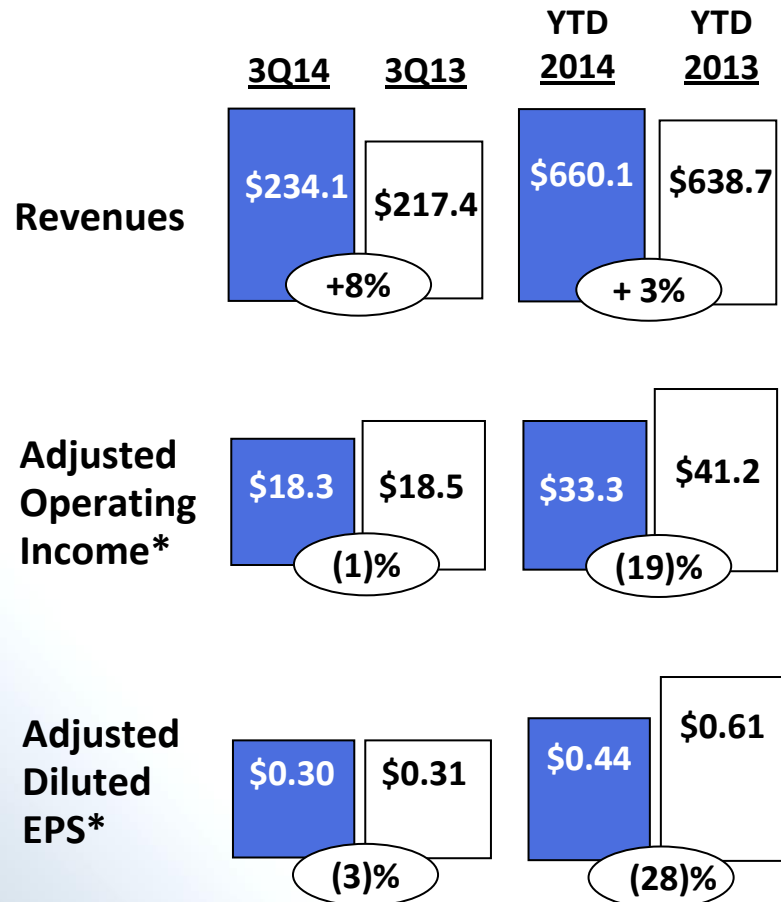 YTD YTD
3Q14 3Q13 2014 2013
Revenues
$234.1 $217.4 $660.1 $638.7
+8% + 3%
Adjusted
Operating
Income*
$18.3 $18.5 $33.3 $41.2
(1)% (19)%
Adjusted
Diluted
EPS*
$0.30 $0.31 $0.44 $0.61
(3)% (28)%